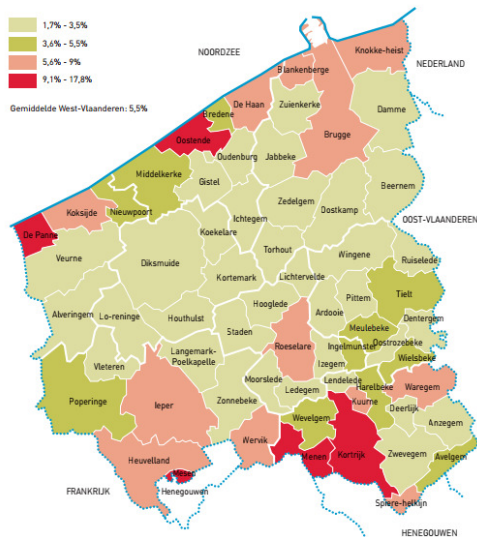 1,7% - 3,5%
3,6% - 5,5%
5,6% - 9%
9,1% - 17,8%
Gemiddelde West-Vlaanderen: 5,5%
NOORDZEE
NEDERLAND
Knokke-heist
Blankenberge
De Haan
Zuienkerke
Damme
Bredene
Brugge
Oostende
Oudenburg
Jabbeke
Middelkerke
Gistel
Beernem
Zedelgem
Koksijde
Nieuwpoort
Ichtegem
Oostkamp
OOST-VLAANDEREN
De Panne
Koekelare
Veurne
Diksmuide
Torhout
Wingene
Ruiselede
Kortemark
Lichtervelde
Tielt
Pittem
Alveringem
Lo-reninge
Houthulst
Hooglede
Ardooie
Dentergem
Staden
Meulebeke
Oostrozebeke
Roeselare
Ingelmunster
Wielsbeke
Langemark-
Poelkapelle
Izegem
Vleteren
Moorslede
Lendelede
Harelbeke
Waregem
Poperinge
Ieper
Zonnebeke
Ledegem
Kuurne
Deerlijk
Wevelgem
Anzegem
Wervik
Heuvelland
Menen
Kortrijk
Zwevegem
Avelgem
Mesen
FRANKRIJK
Henegouwen
Spiere-helkijn
HENEGOUWEN